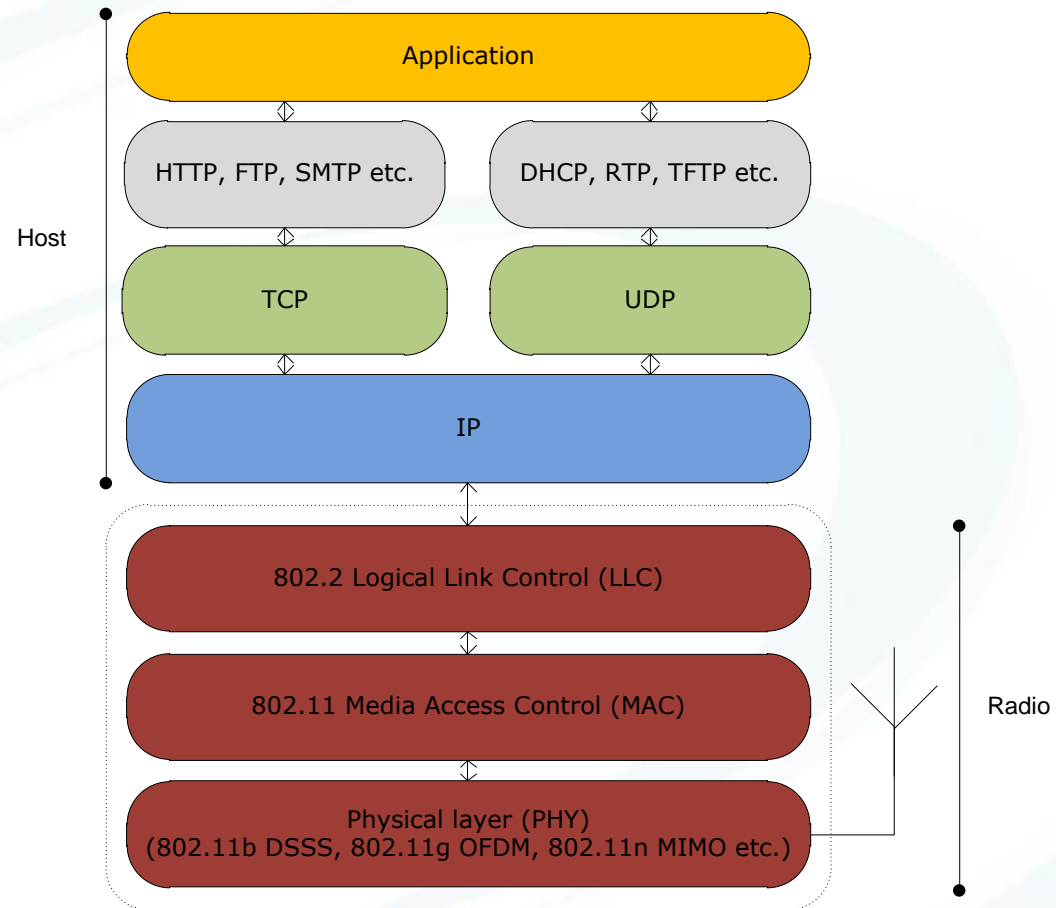 Application
HTTP, FTP, SMTP etc.
DHCP, RTP, TFTP etc.
Host
TCP
UDP
IP
802.2 Logical Link Control (LLC)
802.11 Media Access Control (MAC)
Radio
Physical layer (PHY)
(802.11b DSSS, 802.11g OFDM, 802.11n MIMO etc.)